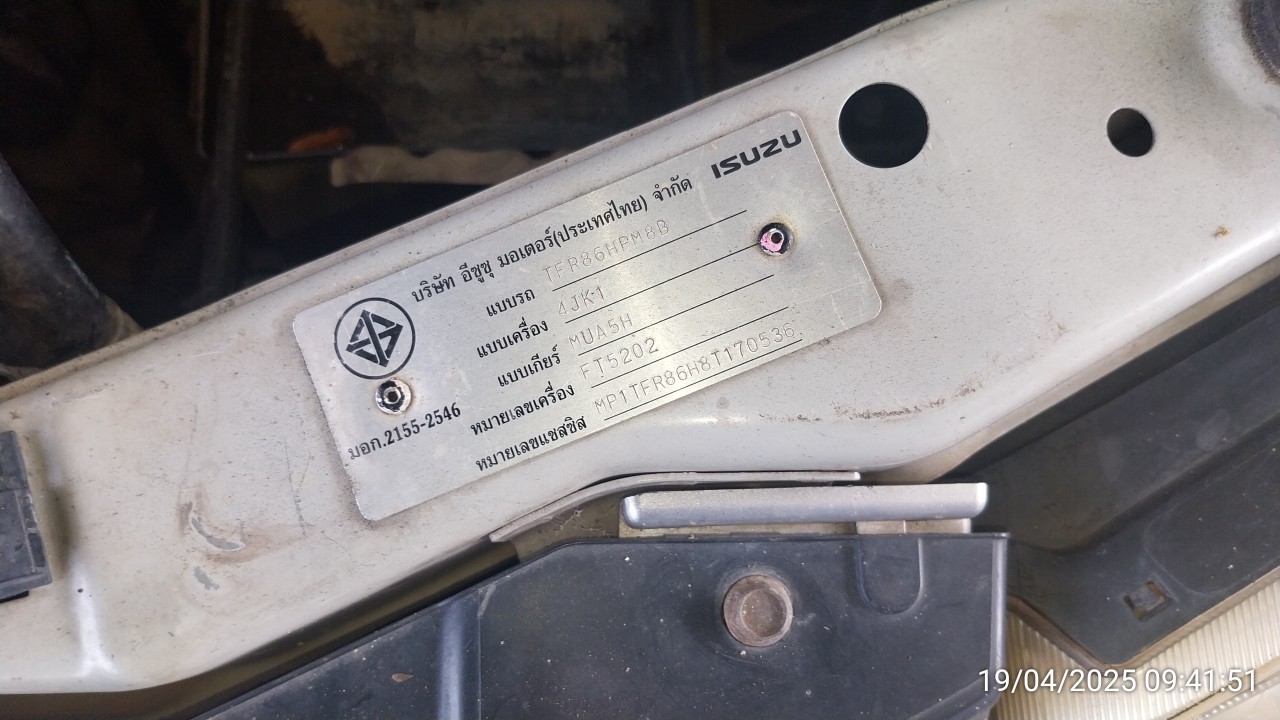 ISUZU
บริษัท อีซูซุ มอเตอร์(ประเทศไทย) จำกัด
แบบรถ TFR86HPM8B
แบบเครื่อง 4JK1
แบบเกียร์ MUA5H
หมายเลขเครื่อง FT5202
หมายเลขแชสซิส MP1TFR86H8T170536
มอก.2155-2546
19/04/2025 09:41:51